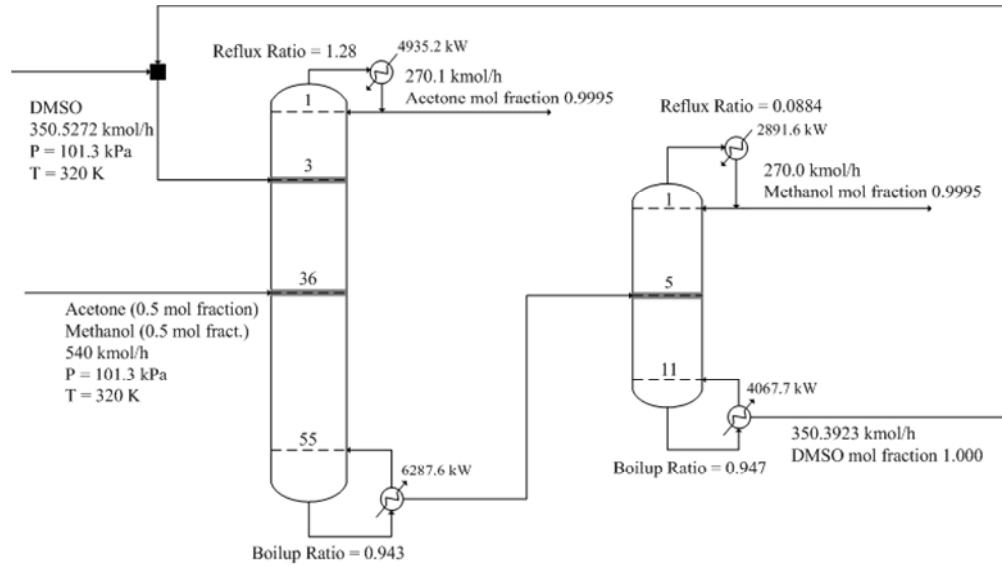 Reflux Ratio = 1.28
4935.2 kW
270.1 kmol/h
Acetone mol fraction 0.9995
1
DMSO
350.5272 kmol/h
P = 101.3 kPa
T = 320 K
3
36
Acetone (0.5 mol fraction)
Methanol (0.5 mol fract.)
540 kmol/h
P = 101.3 kPa
T = 320 K
55
6287.6 kW
Boilup Ratio = 0.943
Reflux Ratio = 0.0884
2891.6 kW
270.0 kmol/h
Methanol mol fraction 0.9995
1
5
11
4067.7 kW
350.3923 kmol/h
DMSO mol fraction 1.000
Boilup Ratio = 0.947